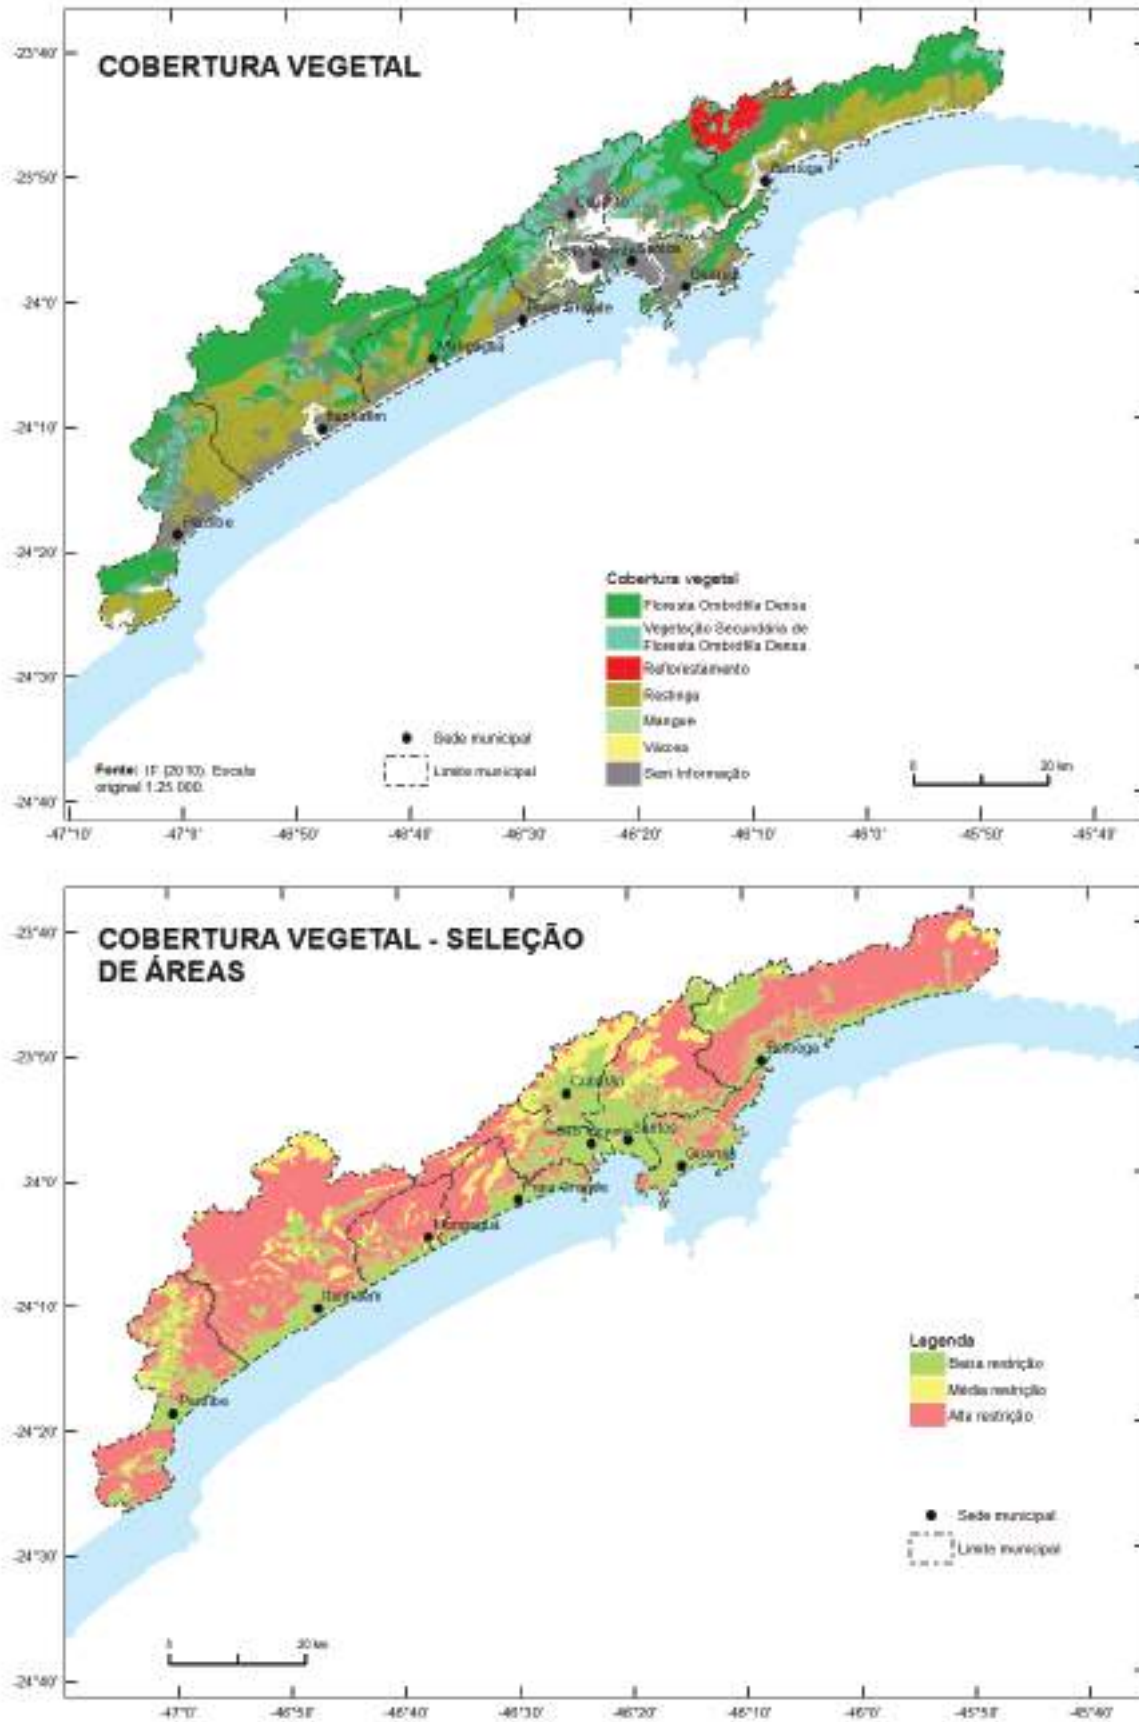 COBERTURA VEGETAL
-23°40'
-23°50'
-24°0'
-24°10'
-24°20'
-24°30'
-24°40'
Bertioga
Cubatão
Santos
Guarujá
Praia Grande
Mongaguá
Itanhaém
Peruíbe
Cobertura vegetal
Floresta Ombrófila Densa
Vegetação Secundária de
Floresta Ombrófila Densa
Reflorestamento
Restinga
Mangue
Várzea
Sem Informação
Sede municipal
Limite municipal
Fonte: IF (2010). Escala
original 1:25.000.
0 20 km
-47°10' -47°0' -46°50' -46°40' -46°30' -46°20' -46°10' -46°0' -45°50' -45°40'
COBERTURA VEGETAL - SELEÇÃO
DE ÁREAS
-23°40'
-23°50'
-24°0'
-24°10'
-24°20'
-24°30'
-24°40'
Bertioga
Cubatão
São Vicente
Santos
Guarujá
Praia Grande
Mongaguá
Itanhaém
Peruíbe
Legenda
Baixa restrição
Média restrição
Alta restrição
Sede municipal
Limite municipal
0 20 km
-47°0' -46°50' -46°40' -46°30' -46°20' -46°10' -46°0' -45°50' -45°40'